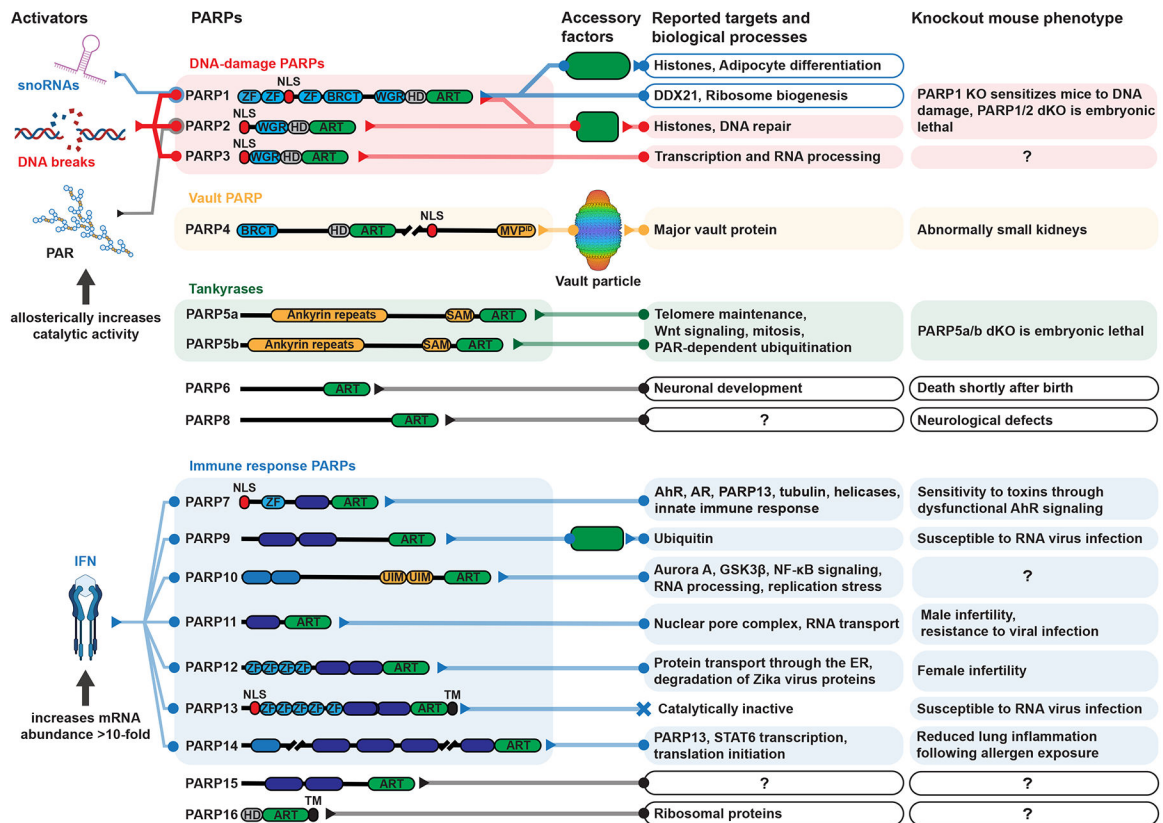 Activators
PARPs
Accessory
factors
Reported targets and
biological processes
Knockout mouse phenotype
snoRNAs
DNA breaks
PAR
allosterically increases
catalytic activity
DNA-damage PARPs
NLS
PARP1 ZF ZF ZF BRCT WGR HD ART
Histones, Adipocyte differentiation
DDX21, Ribosome biogenesis
PARP1 KO sensitizes mice to DNA
damage, PARP1/2 dKO is embryonic
lethal
NLS
PARP2 WGR HD ART
Histones, DNA repair
NLS
PARP3 WGR HD ART
Transcription and RNA processing
?
Vault PARP
NLS
PARP4 BRCT HD ART MVPID
Vault particle
Major vault protein
Abnormally small kidneys
Tankyrases
PARP5a Ankyrin repeats SAM ART
PARP5b Ankyrin repeats SAM ART
Telomere maintenance,
Wnt signaling, mitosis,
PAR-dependent ubiquitination
PARP5a/b dKO is embryonic lethal
PARP6 ART
Neuronal development
Death shortly after birth
PARP8 ART
?
Neurological defects
IFN
increases mRNA
abundance >10-fold
Immune response PARPs
NLS
PARP7 ZF ART
AhR, AR, PARP13, tubulin, helicases,
innate immune response
Sensitivity to toxins through
dysfunctional AhR signaling
PARP9 ART
Ubiquitin
Susceptible to RNA virus infection
PARP10 UIM UIM ART
Aurora A, GSK3β, NF-κB signaling,
RNA processing, replication stress
?
PARP11 ART
Nuclear pore complex, RNA transport
Male infertility,
resistance to viral infection
PARP12 ZF ZF ZF ZF ART
Protein transport through the ER,
degradation of Zika virus proteins
Female infertility
NLS
TM
PARP13 ZF ZF ZF ZF ZF ART
Catalytically inactive
Susceptible to RNA virus infection
PARP14 ART
PARP13, STAT6 transcription,
translation initiation
Reduced lung inflammation
following allergen exposure
PARP15 ART
?
?
TM
PARP16 HD ART
Ribosomal proteins
?